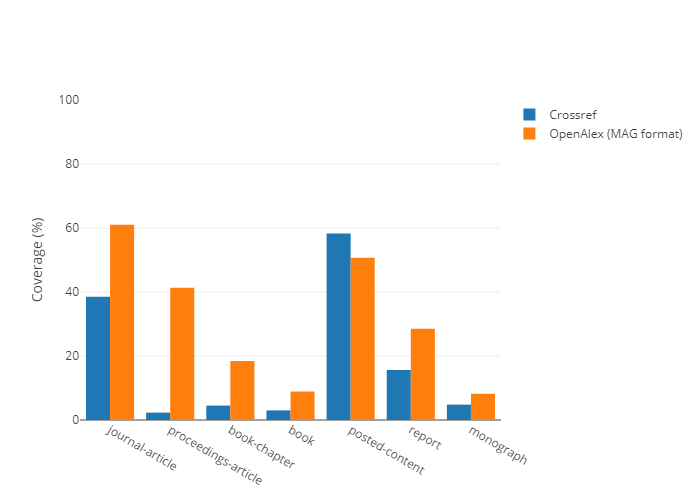 100
80
60
40
20
0
Coverage (%)
journal-article
proceedings-article
book-chapter
book
posted-content
report
monograph
Crossref
OpenAlex (MAG format)